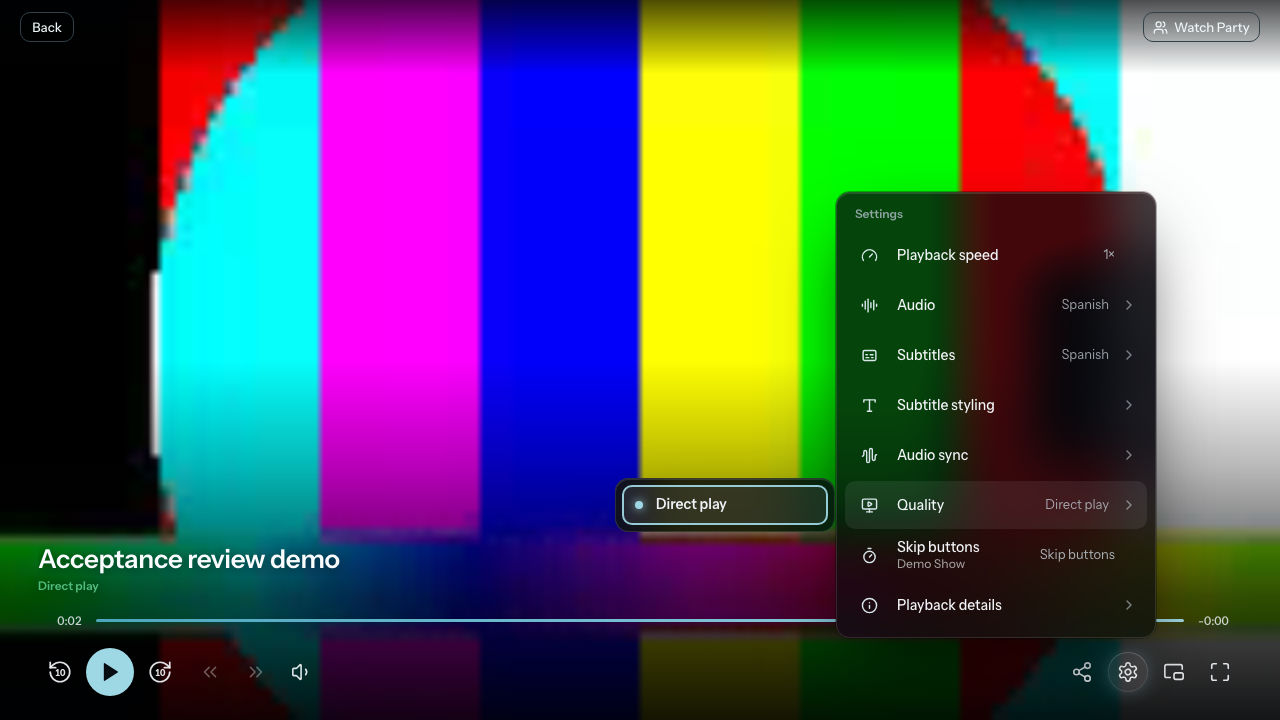 Back
Watch Party
Settings
Playback speed 1×
Audio Spanish
Subtitles Spanish
Subtitle styling
Audio sync
Quality Direct play
Direct play
Skip buttons Skip buttons
Demo Show
Playback details
Acceptance review demo
Direct play
0:02 -0:00
10 10